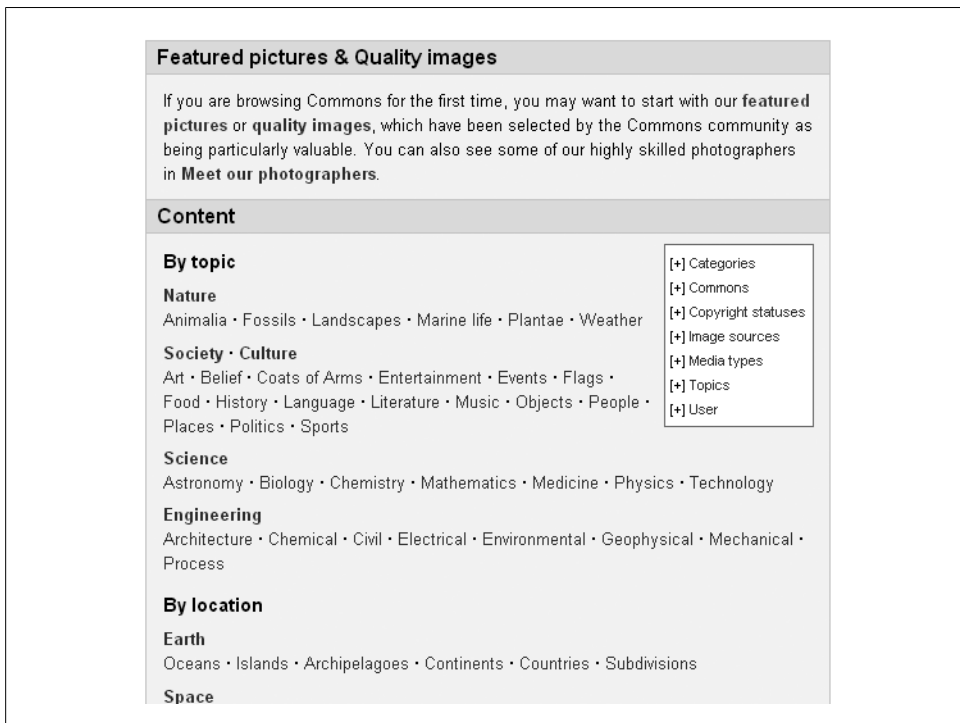 Featured pictures & Quality images
If you are browsing Commons for the first time, you may want to start with our featured
pictures or quality images, which have been selected by the Commons community as
being particularly valuable. You can also see some of our highly skilled photographers
in Meet our photographers.
Content
By topic
Nature
Animalia · Fossils · Landscapes · Marine life · Plantae · Weather
Society · Culture
Art · Belief · Coats of Arms · Entertainment · Events · Flags ·
Food · History · Language · Literature · Music · Objects · People ·
Places · Politics · Sports
[+] Categories
[+] Commons
[+] Copyright statuses
[+] Image sources
[+] Media types
[+] Topics
[+] User
Science
Astronomy · Biology · Chemistry · Mathematics · Medicine · Physics · Technology
Engineering
Architecture · Chemical · Civil · Electrical · Environmental · Geophysical · Mechanical ·
Process
By location
Earth
Oceans · Islands · Archipelagoes · Continents · Countries · Subdivisions
Space